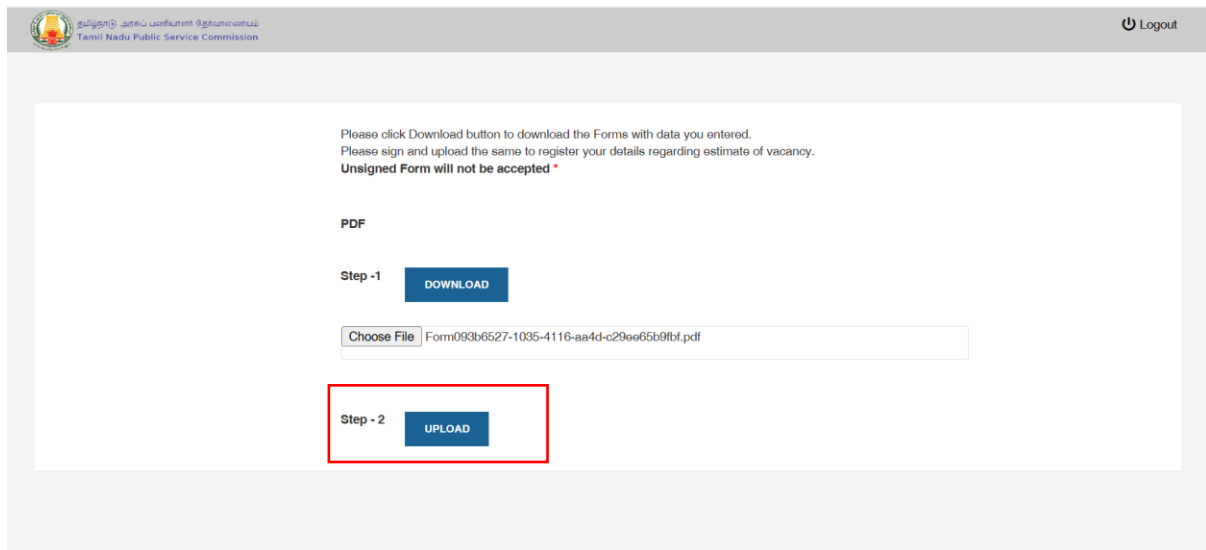 தமிழ்நாடு அரசுப் பணியாளர் தேர்வாணையம்
Tamil Nadu Public Service Commission
Logout
Please click Download button to download the Forms with data you entered.
Please sign and upload the same to register your details regarding estimate of vacancy.
Unsigned Form will not be accepted *
PDF
Step -1 DOWNLOAD
Choose File Form093b6527-1035-4116-aa4d-c29ee65b9fbf.pdf
Step - 2 UPLOAD